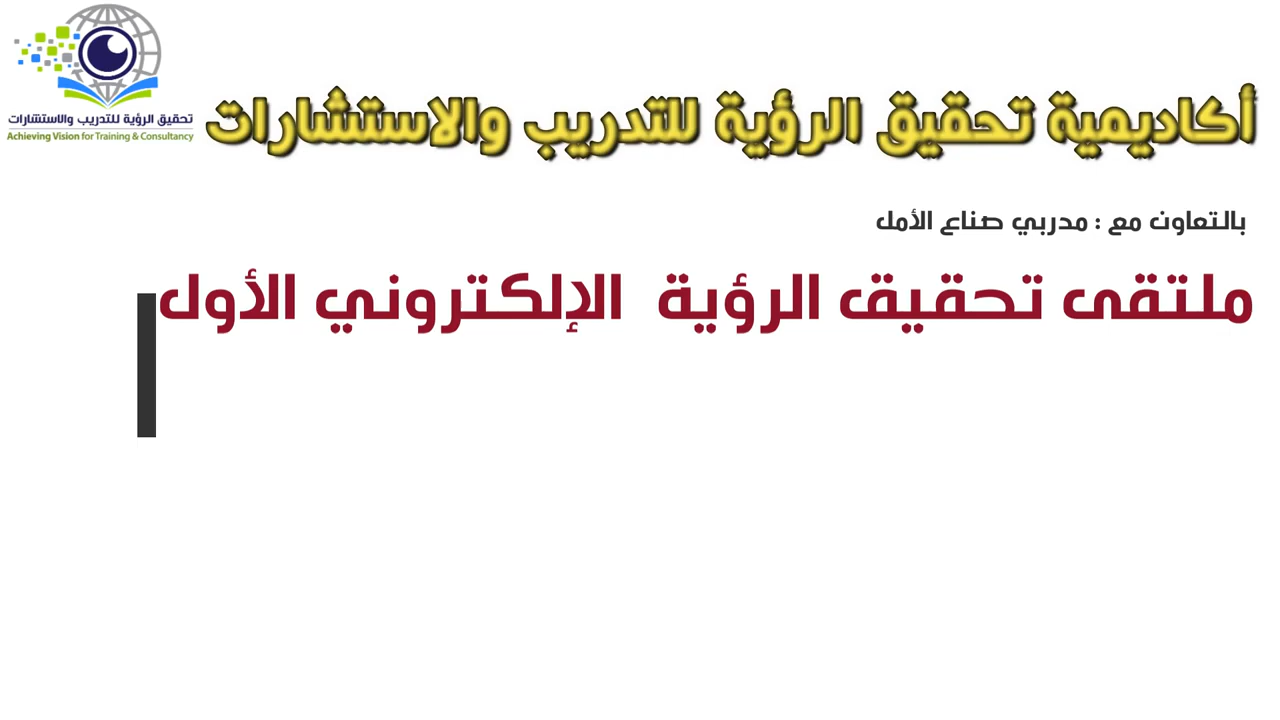 تحقيق الرؤية للتدريب والاستشارات
Achieving Vision for Training & Consultancy
أكاديمية تحقيق الرؤية للتدريب والاستشارات
بالتعاون مع : مدربي صناع الأمل
ملتقى تحقيق الرؤية الإلكتروني الأول